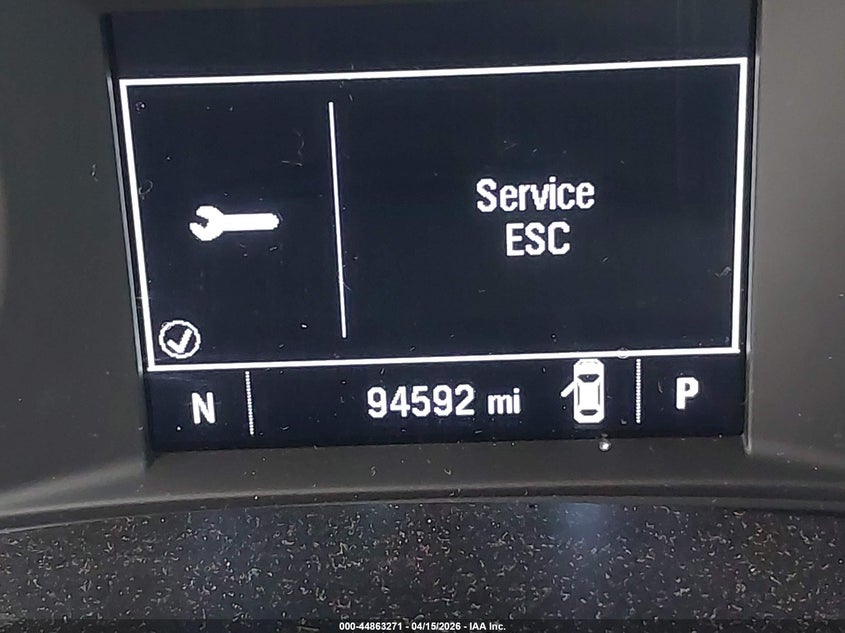 Service
ESC
N 94592 mi P
000-44863271 - 04/15/2026 - IAA Inc.